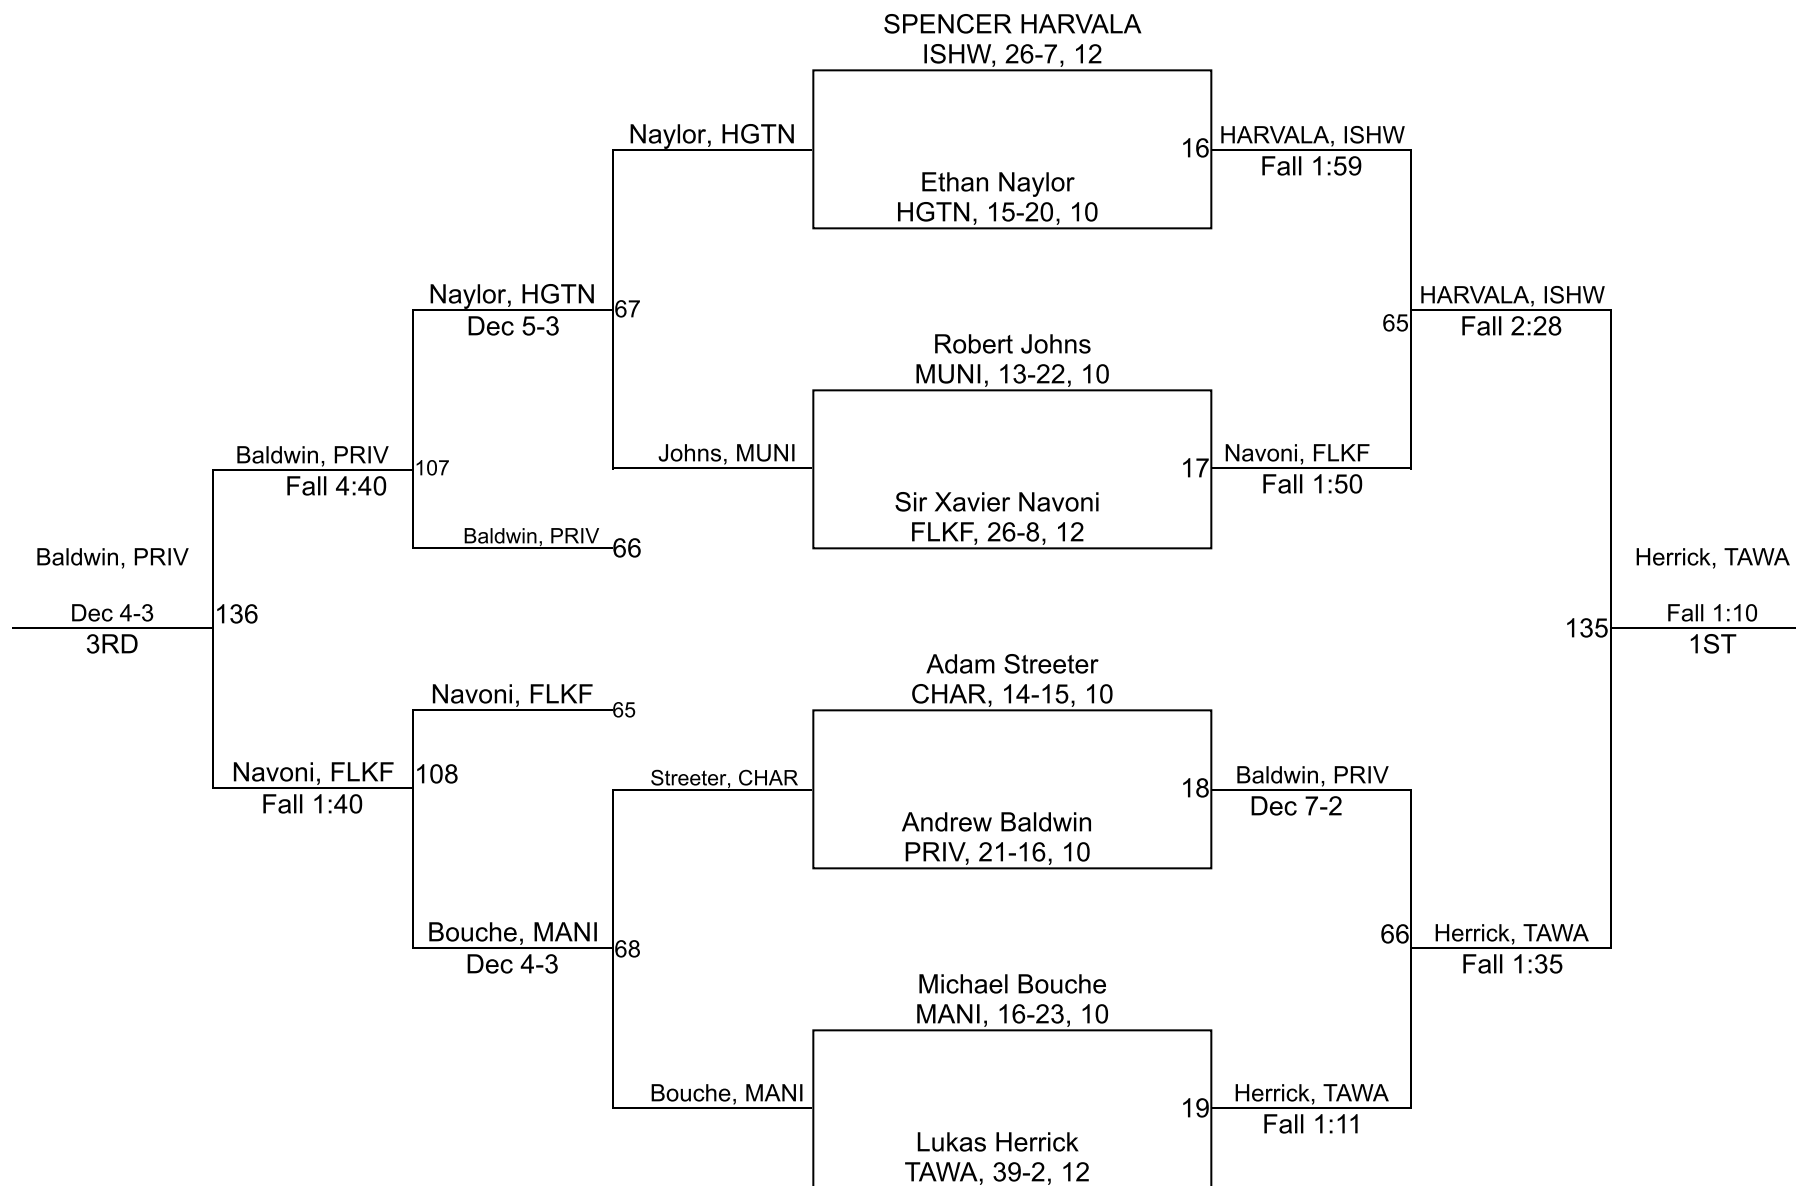 SPENCER HARVALA
ISHW, 26-7, 12
Naylor, HGTN
16
HARVALA, ISHW
Fall 1:59
Ethan Naylor
HGTN, 15-20, 10
Naylor, HGTN
Dec 5-3
67
HARVALA, ISHW
Fall 2:28
65
Robert Johns
MUNI, 13-22, 10
Baldwin, PRIV
Fall 4:40
107
Johns, MUNI
17
Navoni, FLKF
Fall 1:50
Sir Xavier Navoni
FLKF, 26-8, 12
Baldwin, PRIV
66
Baldwin, PRIV
Dec 4-3
3RD
136
Herrick, TAWA
Fall 1:10
1ST
135
Adam Streeter
CHAR, 14-15, 10
Navoni, FLKF
65
Navoni, FLKF
Fall 1:40
108
Streeter, CHAR
18
Baldwin, PRIV
Dec 7-2
Andrew Baldwin
PRIV, 21-16, 10
Bouche, MANI
Dec 4-3
68
66
Herrick, TAWA
Fall 1:35
Michael Bouche
MANI, 16-23, 10
Bouche, MANI
19
Herrick, TAWA
Fall 1:11
Lukas Herrick
TAWA, 39-2, 12